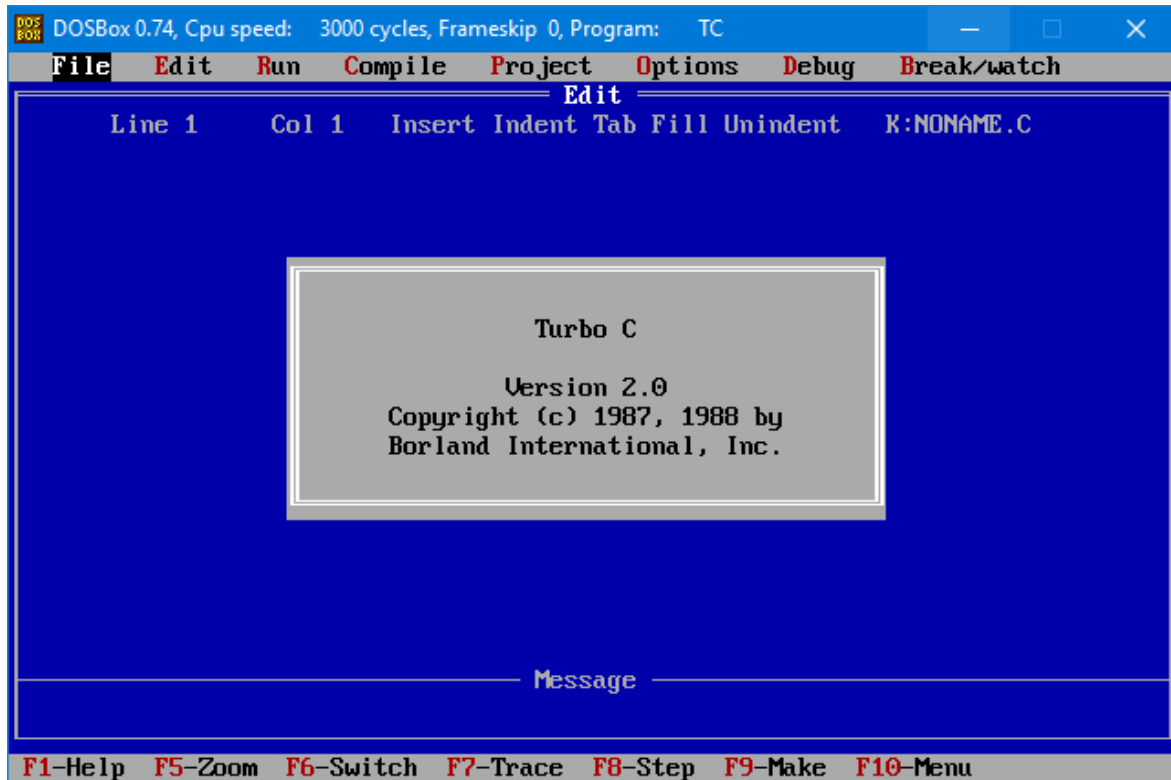 DOSBox 0.74, Cpu speed: 3000 cycles, Frameskip 0, Program: TC
File Edit Run Compile Project Options Debug Break/watch
Edit
Line 1 Col 1 Insert Indent Tab Fill Unindent K:NONAME.C
Turbo C
Version 2.0
Copyright (c) 1987, 1988 by
Borland International, Inc.
Message
F1-Help F5-Zoom F6-Switch F7-Trace F8-Step F9-Make F10-Menu